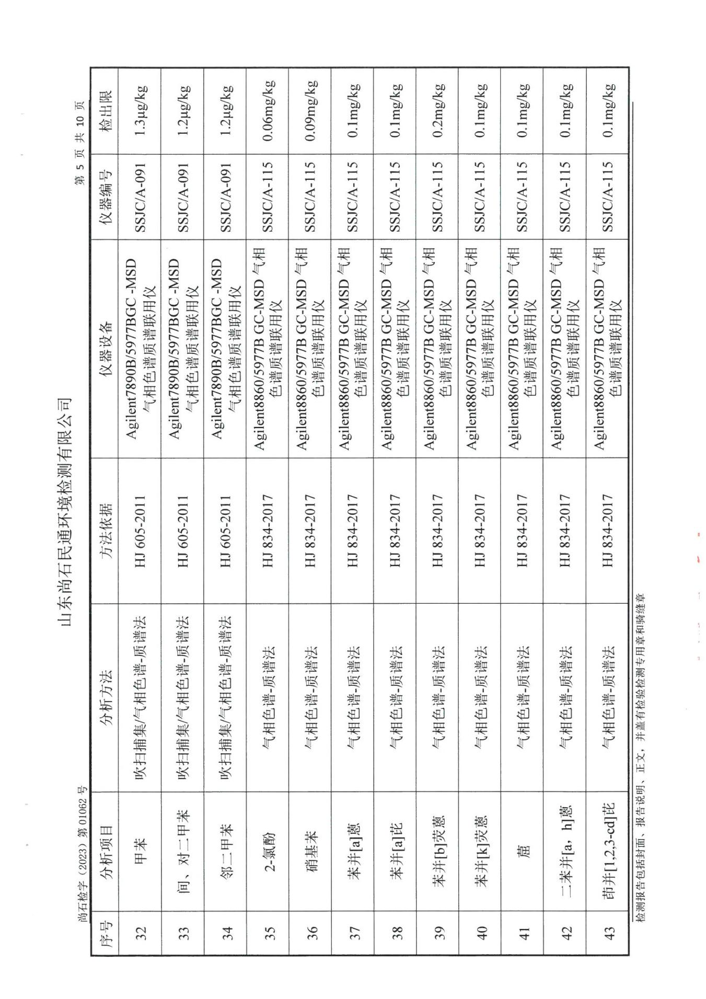 山东尚石民通环境检测有限公司
尚石检字（2023）第 01062 号 第 5 页 共 10 页
序号 分析项目 分析方法 方法依据 仪器设备 仪器编号 检出限
32 甲苯 吹扫捕集/气相色谱-质谱法 HJ 605-2011 Agilent7890B/5977BGC -MSD 气相色谱质谱联用仪 SSJC/A-091 1.3μg/kg
33 间、对二甲苯 吹扫捕集/气相色谱-质谱法 HJ 605-2011 Agilent7890B/5977BGC -MSD 气相色谱质谱联用仪 SSJC/A-091 1.2μg/kg
34 邻二甲苯 吹扫捕集/气相色谱-质谱法 HJ 605-2011 Agilent7890B/5977BGC -MSD 气相色谱质谱联用仪 SSJC/A-091 1.2μg/kg
35 2-氯酚 气相色谱-质谱法 HJ 834-2017 Agilent8860/5977B GC-MSD 气相色谱质谱联用仪 SSJC/A-115 0.06mg/kg
36 硝基苯 气相色谱-质谱法 HJ 834-2017 Agilent8860/5977B GC-MSD 气相色谱质谱联用仪 SSJC/A-115 0.09mg/kg
37 苯并[a]蒽 气相色谱-质谱法 HJ 834-2017 Agilent8860/5977B GC-MSD 气相色谱质谱联用仪 SSJC/A-115 0.1mg/kg
38 苯并[a]芘 气相色谱-质谱法 HJ 834-2017 Agilent8860/5977B GC-MSD 气相色谱质谱联用仪 SSJC/A-115 0.1mg/kg
39 苯并[b]荧蒽 气相色谱-质谱法 HJ 834-2017 Agilent8860/5977B GC-MSD 气相色谱质谱联用仪 SSJC/A-115 0.2mg/kg
40 苯并[k]荧蒽 气相色谱-质谱法 HJ 834-2017 Agilent8860/5977B GC-MSD 气相色谱质谱联用仪 SSJC/A-115 0.1mg/kg
41 䓛 气相色谱-质谱法 HJ 834-2017 Agilent8860/5977B GC-MSD 气相色谱质谱联用仪 SSJC/A-115 0.1mg/kg
42 二苯并[a，h]蒽 气相色谱-质谱法 HJ 834-2017 Agilent8860/5977B GC-MSD 气相色谱质谱联用仪 SSJC/A-115 0.1mg/kg
43 茚并[1,2,3-cd]芘 气相色谱-质谱法 HJ 834-2017 Agilent8860/5977B GC-MSD 气相色谱质谱联用仪 SSJC/A-115 0.1mg/kg
检测报告包括封面、报告说明、正文，并盖有检验检测专用章和骑缝章